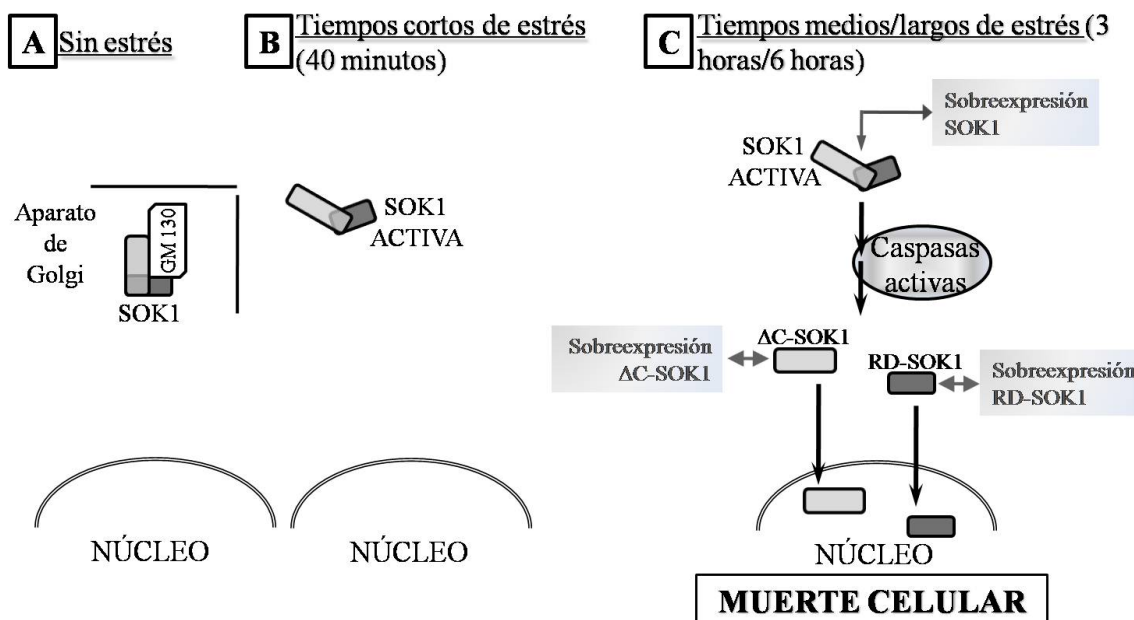 A Sin estrés
B Tiempos cortos de estrés
(40 minutos)
C Tiempos medios/largos de estrés (3
horas/6 horas)
Aparato
de
Golgi
GM 130
SOK1
NÚCLEO
SOK1
ACTIVA
NÚCLEO
Sobreexpresión
SOK1
SOK1
ACTIVA
Caspasas
activas
Sobreexpresión
ΔC-SOK1
ΔC-SOK1
RD-SOK1
Sobreexpresión
RD-SOK1
NÚCLEO
MUERTE CELULAR